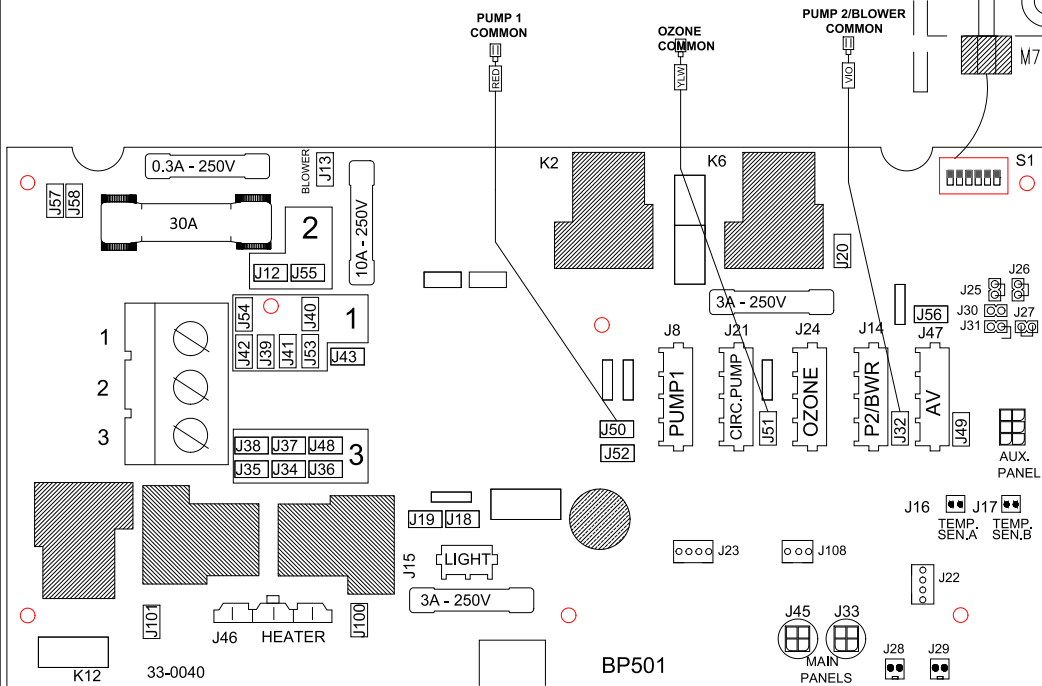 PUMP 1
COMMON
RED
OZONE
COMMON
YLW
PUMP 2/BLOWER
COMMON
VIO
M7
0.3A - 250V
BLOWER
J13
K2
K6
S1
J57
J58
30A
2
10A - 250V
J12
J55
J20
J26
J25
3A - 250V
J30
J56
J31
J27
J54
J40
1
1
J8
J21
J24
J14
J47
J42
J39
J41
J53
J43
2
PUMP1
CIRC.PUMP
OZONE
P2/BWR
AV
3
J50
J51
J32
J49
J38
J37
J48
3
J52
J35
J34
J36
AUX.
PANEL
J19
J18
J16
J17
TEMP.
SEN.A
TEMP.
SEN.B
J15
LIGHT
J23
J108
J22
3A - 250V
J101
J46
HEATER
J100
J45
J33
K12
33-0040
BP501
MAIN
PANELS
J28
J29